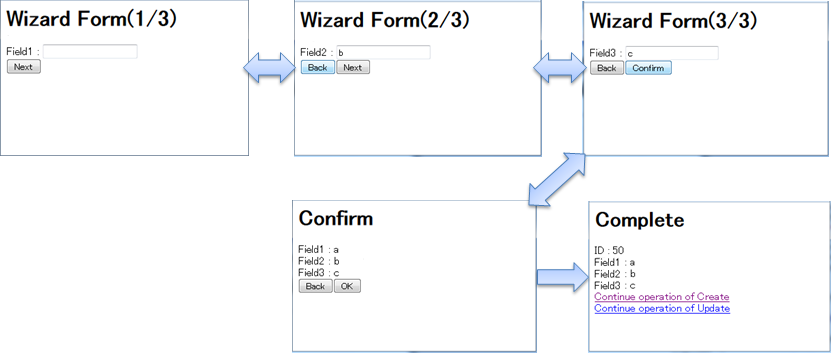 Wizard Form(1/3)
Field1 :
Next
Wizard Form(2/3)
Field2 : b
Back Next
Wizard Form(3/3)
Field3 : c
Back Confirm
Confirm
Field1 : a
Field2 : b
Field3 : c
Back OK
Complete
ID : 50
Field1 : a
Field2 : b
Field3 : c
Continue operation of Create
Continue operation of Update